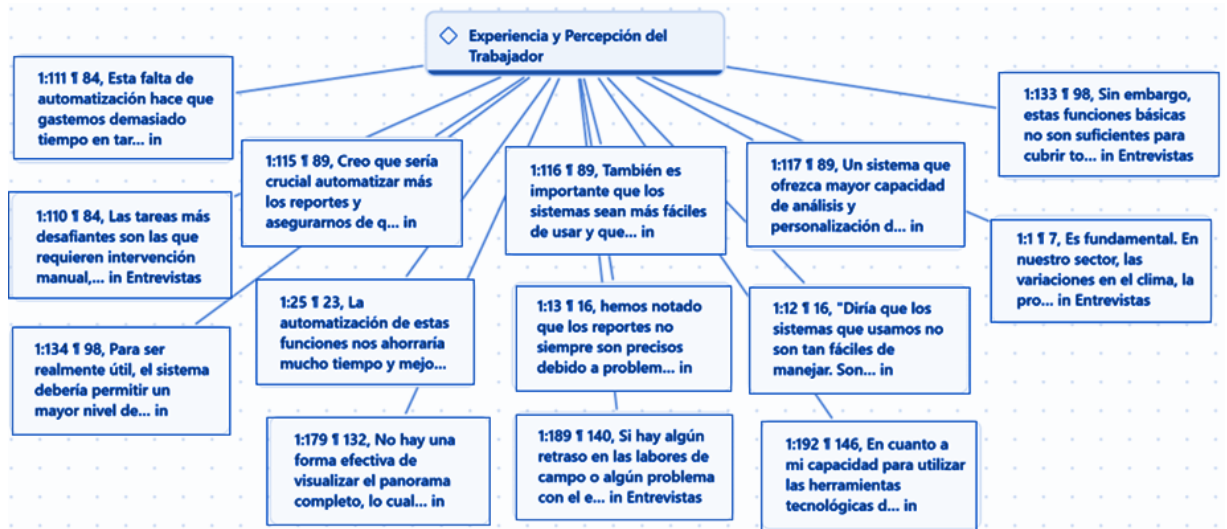 Experiencia y Percepción del
Trabajador
1:111 ¶ 84, Esta falta de
automatización hace que
gastemos demasiado
tiempo en tar... in
1:133 ¶ 98, Sin embargo,
estas funciones básicas
no son suficientes para
cubrir to... in Entrevistas
1:115 ¶ 89, Creo que sería
crucial automatizar más
los reportes y
asegurarnos de q... in
1:116 ¶ 89, También es
importante que los
sistemas sean más fáciles
de usar y que... in
1:117 ¶ 89, Un sistema que
ofrezca mayor capacidad
de análisis y
personalización d... in
1:110 ¶ 84, Las tareas más
desafiantes son las que
requieren intervención
manual,... in Entrevistas
1:1 ¶ 7, Es fundamental. En
nuestro sector, las
variaciones en el clima, la
pro... in Entrevistas
1:25 ¶ 23, La
automatización de estas
funciones nos ahorraría
mucho tiempo y mejo...
1:13 ¶ 16, hemos notado
que los reportes no
siempre son precisos
debido a problem... in
1:12 ¶ 16, "Diría que los
sistemas que usamos no
son tan fáciles de
manejar. Son... in
1:134 ¶ 98, Para ser
realmente útil, el sistema
debería permitir un
mayor nivel de... in
1:179 ¶ 132, No hay una
forma efectiva de
visualizar el panorama
completo, lo cual... in
1:189 ¶ 140, Si hay algún
retraso en las labores de
campo o algún problema
con el e... in Entrevistas
1:192 ¶ 146, En cuanto a
mi capacidad para utilizar
las herramientas
tecnológicas d... in